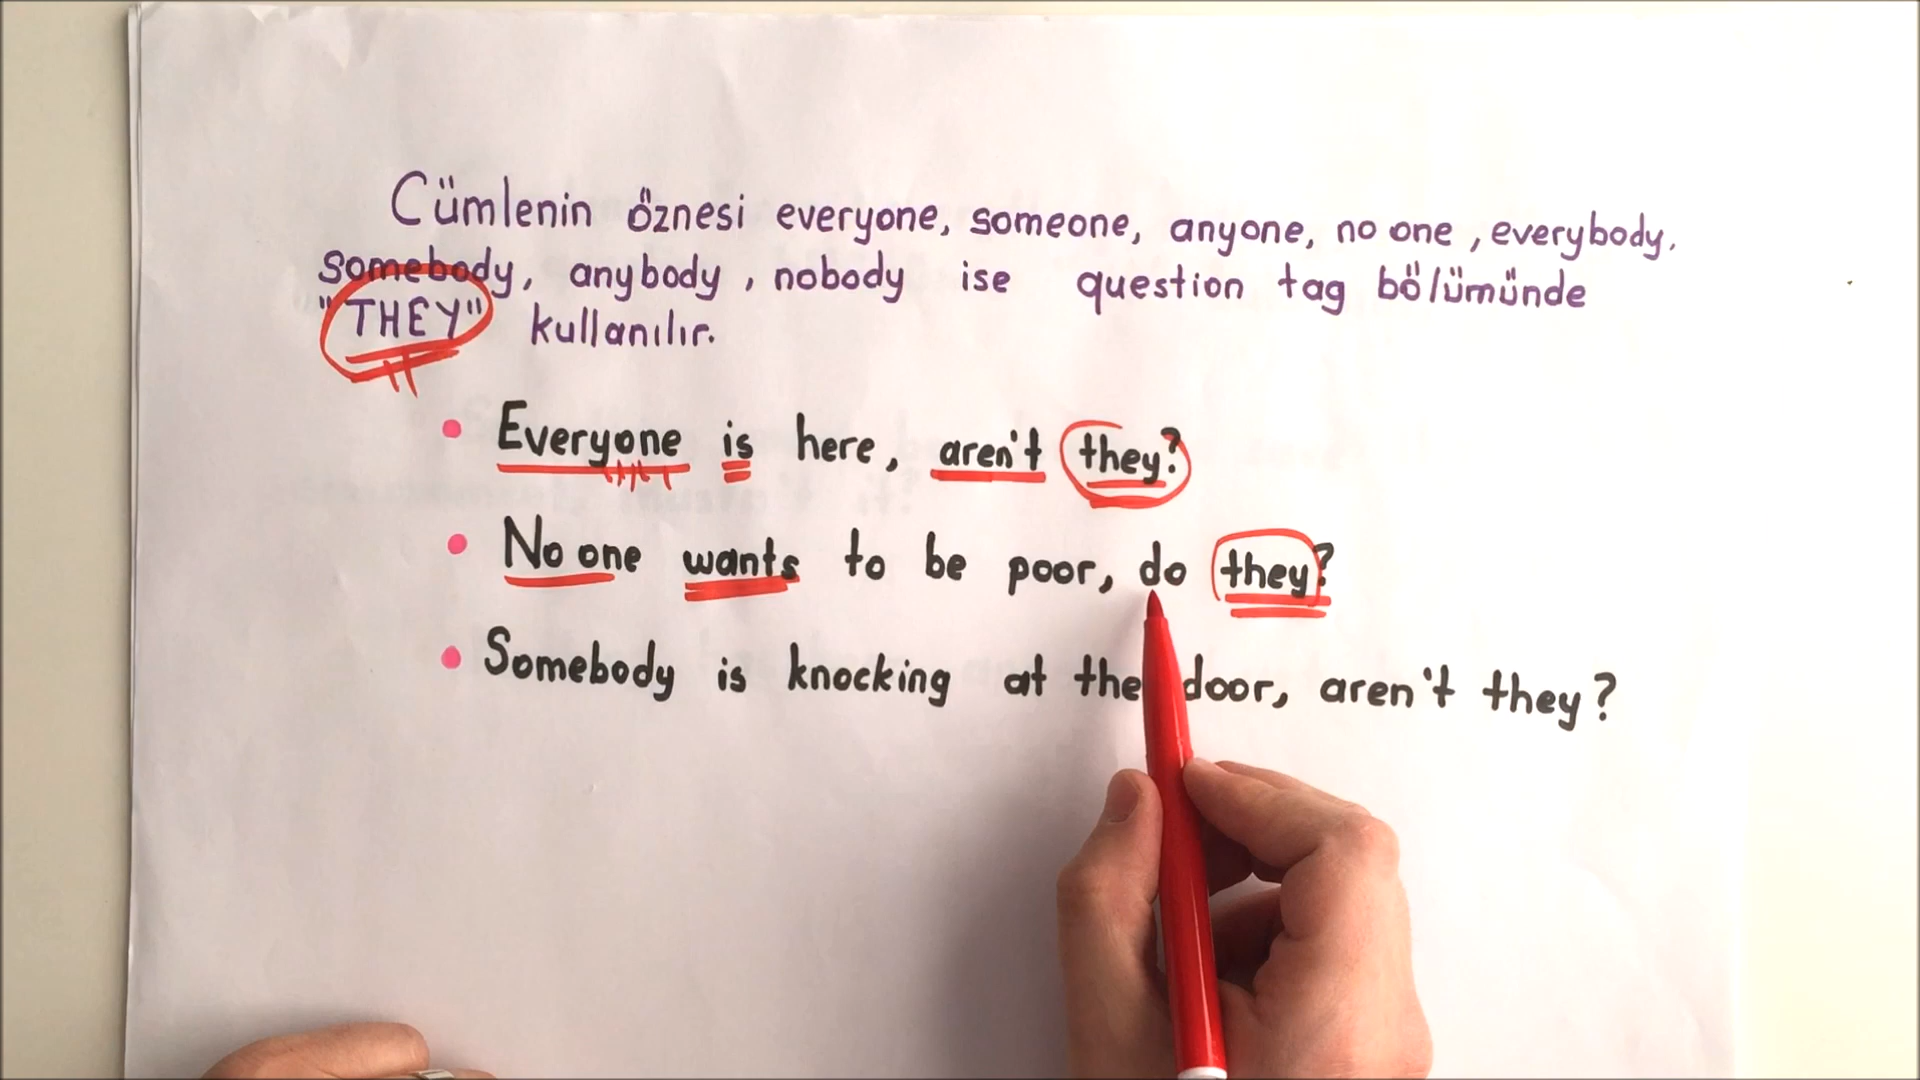 Cümlenin öznesi everyone, someone, anyone, no one, everybody,
somebody, anybody, nobody ise question tag bölümünde
"THEY" kullanılır.
• Everyone is here, aren't they?
• No one wants to be poor, do they?
• Somebody is knocking at the door, aren't they?